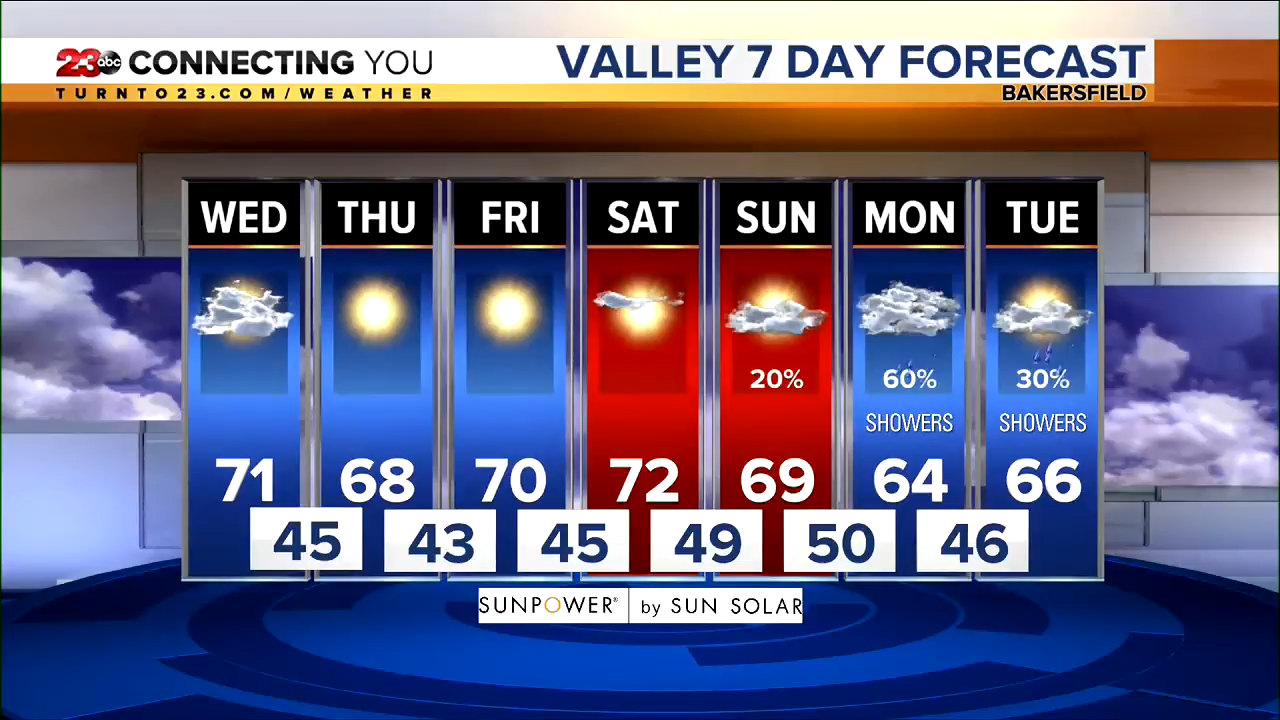 23 abc CONNECTING YOU
TURNTO23.COM/WEATHER
VALLEY 7 DAY FORECAST
BAKERSFIELD
WED THU FRI SAT SUN MON TUE
20% 60% 30%
SHOWERS SHOWERS
71 68 70 72 69 64 66
45 43 45 49 50 46
SUNPOWER® by SUN SOLAR